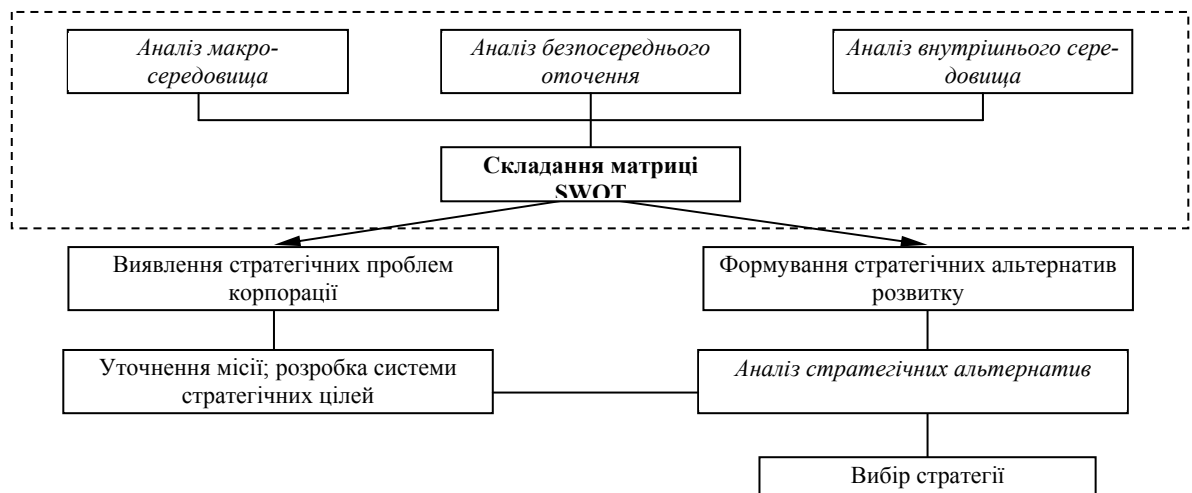 Аналіз макро-
середовища
Аналіз безпосереднього
оточення
Аналіз внутрішнього сере-
довища
Складання матриці
SWOT
Виявлення стратегічних проблем
корпорації
Формування стратегічних альтернатив
розвитку
Уточнення місії; розробка системи
стратегічних цілей
Аналіз стратегічних альтернатив
Вибір стратегії